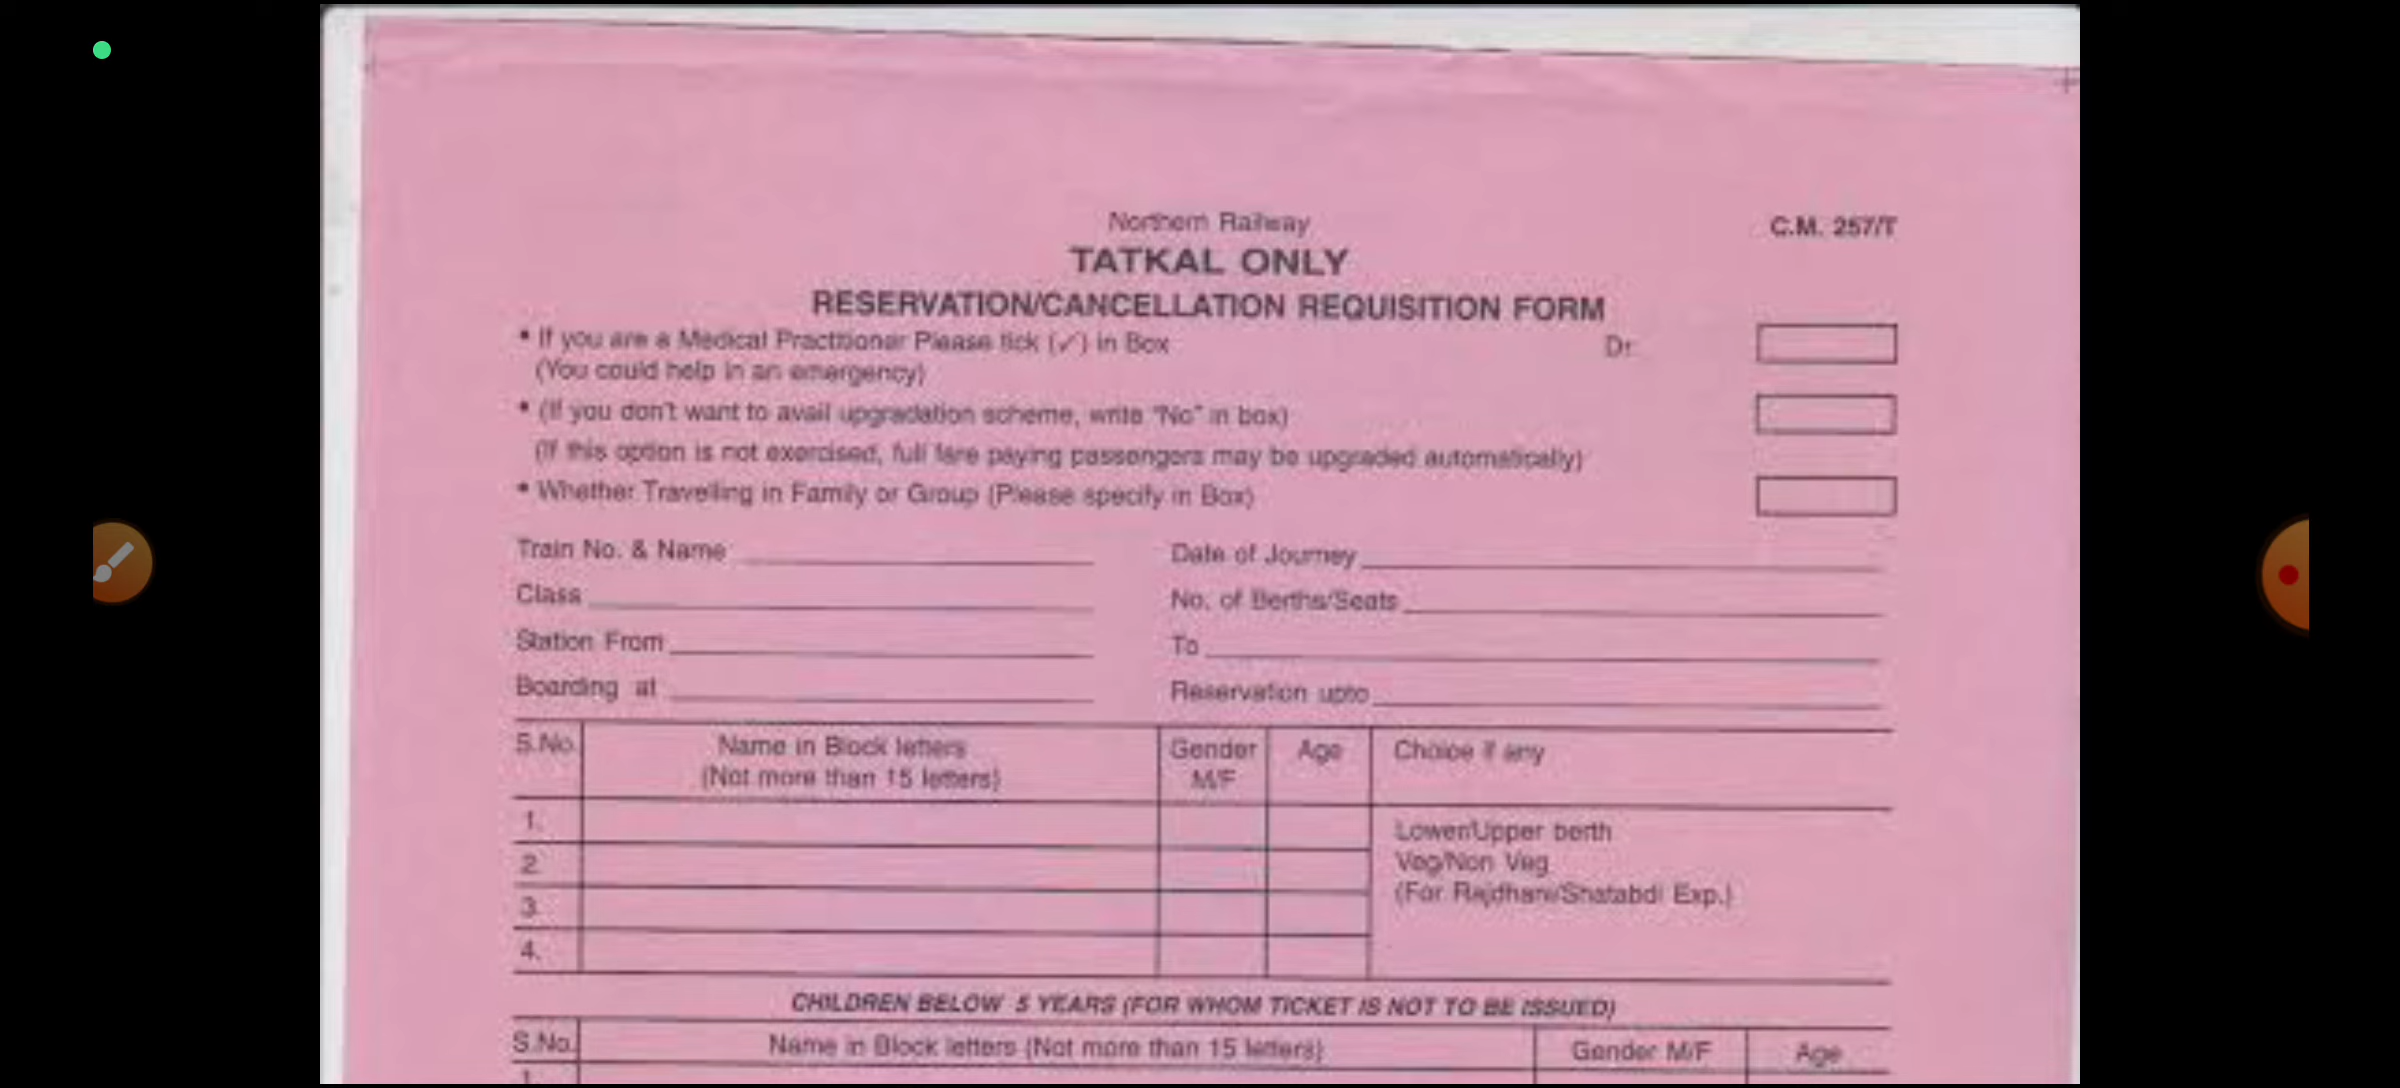 Northern Railway
C.M. 257/T
TATKAL ONLY
RESERVATION/CANCELLATION REQUISITION FORM
* If you are a Medical Practitioner Please tick (✓) in Box Dr.
(You could help in an emergency)
* (If you don't want to avail upgradation scheme, write "No" in box)
(If this option is not exercised, full fare paying passengers may be upgraded automatically)
* Whether Travelling in Family or Group (Please specify in Box)
Train No. & Name
Date of Journey
Class
No. of Berths/Seats
Station From
To
Boarding at
Reservation upto
S.No. Name in Block letters Gender Age Choice if any
(Not more than 15 letters) M/F
1.
Lower/Upper berth
2.
Veg/Non Veg
3.
(For Rajdhani/Shatabdi Exp.)
4.
CHILDREN BELOW 5 YEARS (FOR WHOM TICKET IS NOT TO BE ISSUED)
S.No. Name in Block letters (Not more than 15 letters) Gender M/F Age
1.